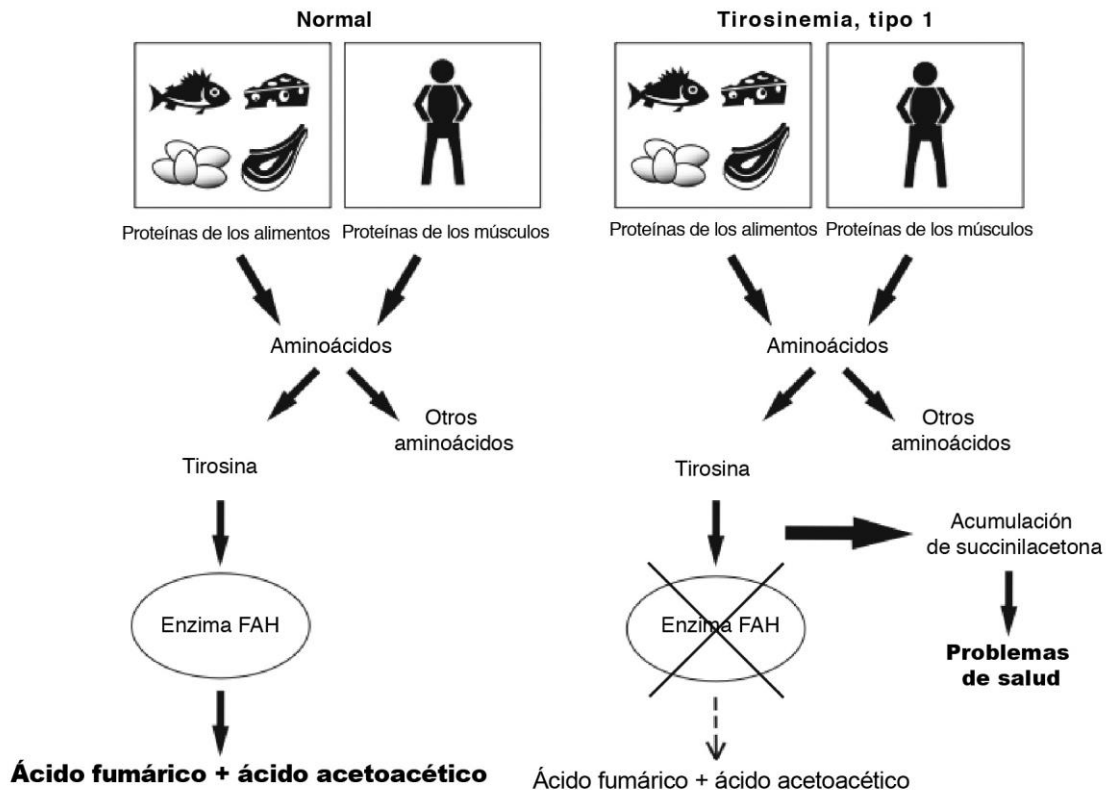 Normal
Proteínas de los alimentos
Proteínas de los músculos
Aminoácidos
Otros
aminoácidos
Tirosina
Enzima FAH
Ácido fumárico + ácido acetoacético
Tirosinemia, tipo 1
Proteínas de los alimentos
Proteínas de los músculos
Aminoácidos
Otros
aminoácidos
Tirosina
Acumulación
de succinilacetona
Enzima FAH
Problemas
de salud
Ácido fumárico + ácido acetoacético